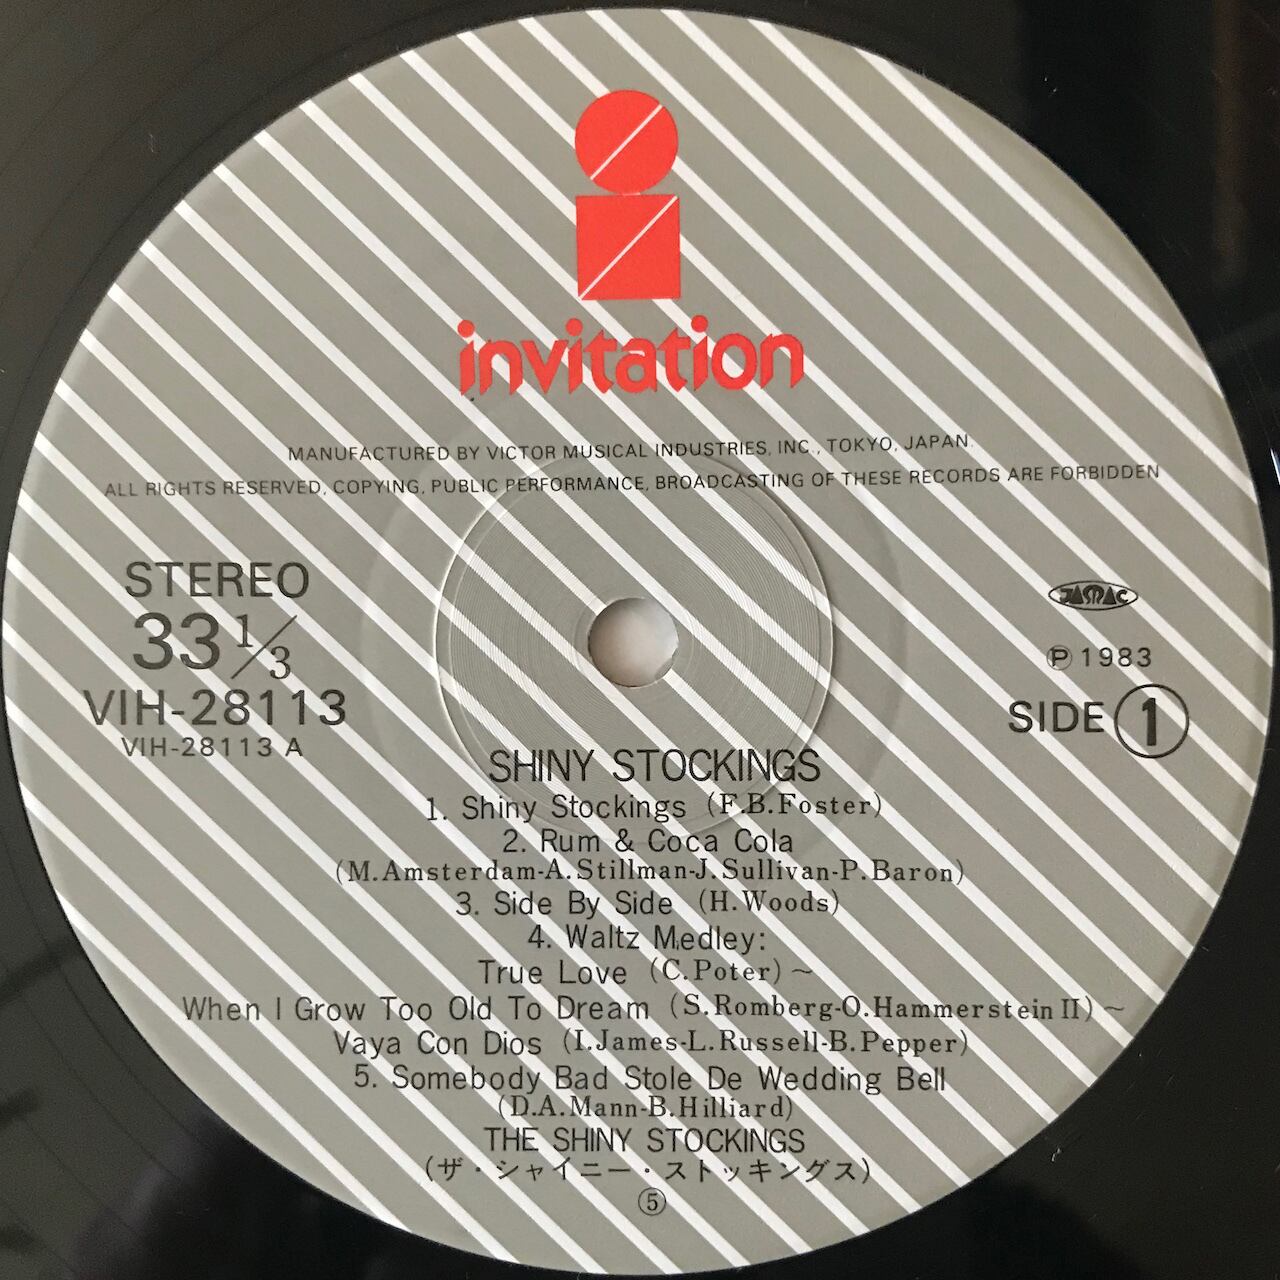 invitation
MANUFACTURED BY VICTOR MUSICAL INDUSTRIES, INC., TOKYO, JAPAN.
ALL RIGHTS RESERVED, COPYING, PUBLIC PERFORMANCE, BROADCASTING OF THESE RECORDS ARE FORBIDDEN
STEREO
33 1/3
VIH-28113
VIH-28113 A
JASRAC
Ⓟ1983
SIDE ①
SHINY STOCKINGS
1. Shiny Stockings (F.B.Foster)
2. Rum & Coca Cola
(M.Amsterdam-A.Stillman-J.Sullivan-P.Baron)
3. Side By Side (H.Woods)
4. Waltz Medley:
True Love (C.Poter)~
When I Grow Too Old To Dream (S.Romberg-O.Hammerstein II)~
Vaya Con Dios (I.James-L.Russell-B.Pepper)
5. Somebody Bad Stole De Wedding Bell
(D.A.Mann-B.Hilliard)
THE SHINY STOCKINGS
(ザ・シャイニー・ストッキングス)
⑤